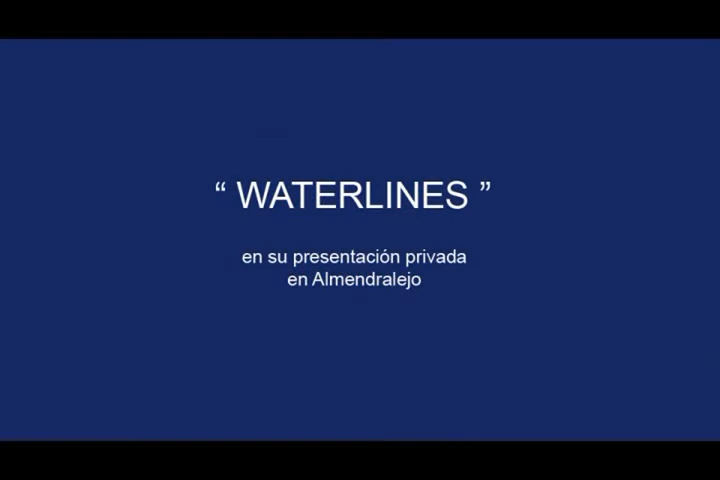 “ WATERLINES ”
en su presentación privada
en Almendralejo